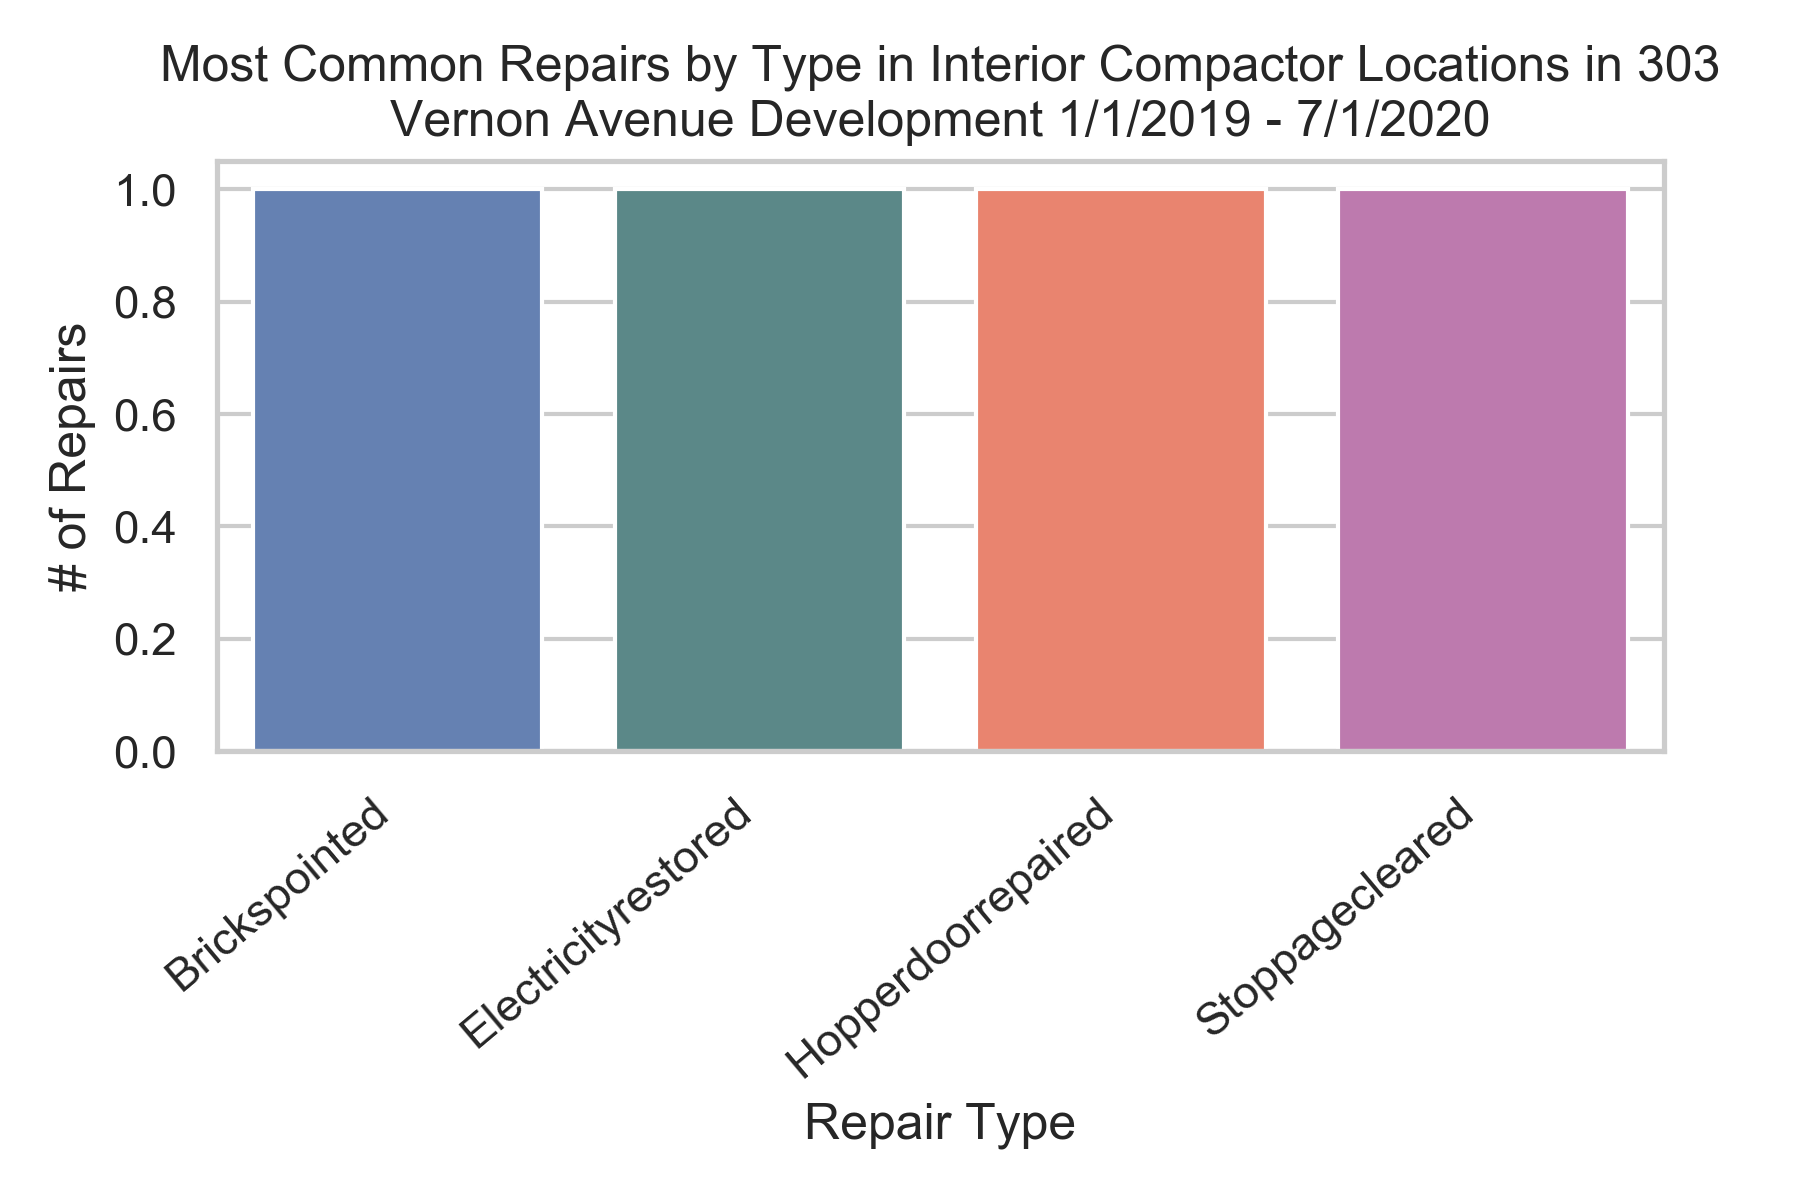 Most Common Repairs by Type in Interior Compactor Locations in 303
Vernon Avenue Development 1/1/2019 - 7/1/2020
1.0
0.8
0.6
0.4
0.2
0.0
# of Repairs
Brickspointed
Electricityrestored
Hopperdoorrepaired
Stoppagecleared
Repair Type